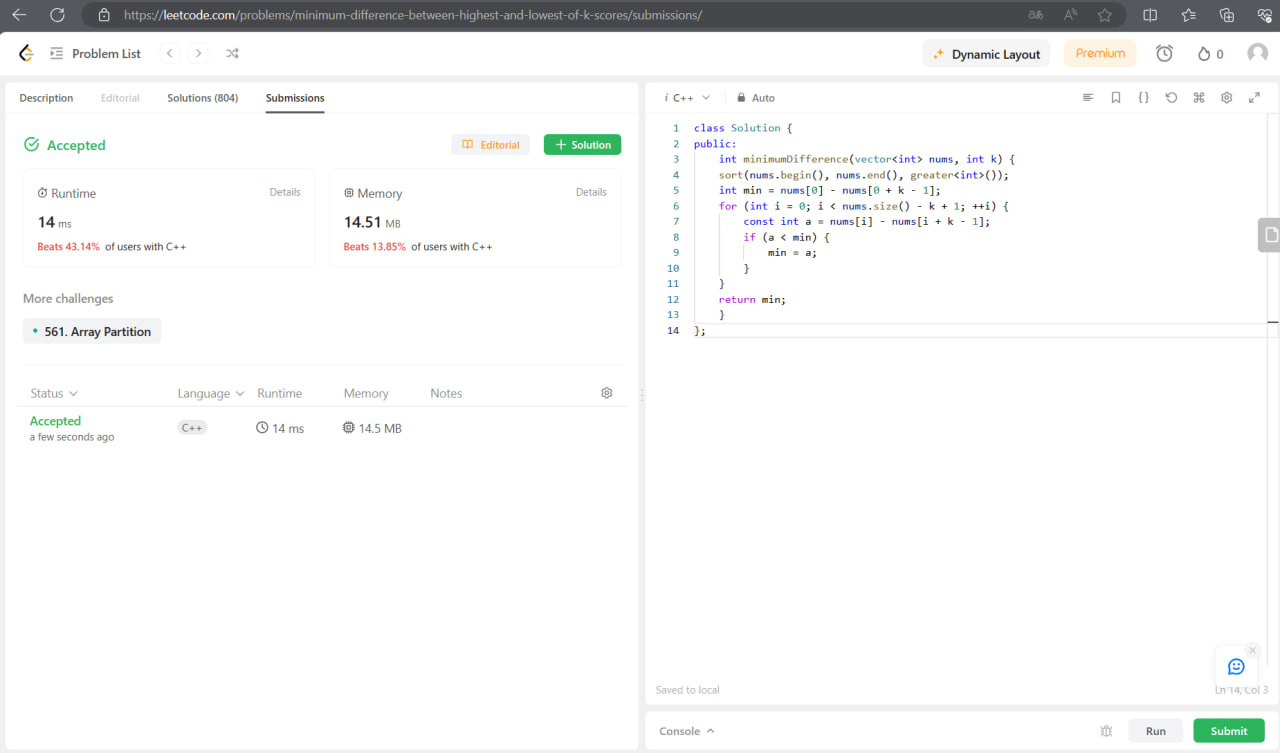 https://leetcode.com/problems/minimum-difference-between-highest-and-lowest-of-k-scores/submissions/
Problem List
Dynamic Layout
Premium
0
Description
Editorial
Solutions (804)
Submissions
Accepted
Editorial
+ Solution
Runtime
Details
14 ms
Beats 43.14% of users with C++
Memory
Details
14.51 MB
Beats 13.85% of users with C++
More challenges
561. Array Partition
Status
Language
Runtime
Memory
Notes
Accepted
a few seconds ago
C++
14 ms
14.5 MB
i C++
Auto
1 class Solution {
2 public:
3 int minimumDifference(vector<int> nums, int k) {
4 sort(nums.begin(), nums.end(), greater<int>());
5 int min = nums[0] - nums[0 + k - 1];
6 for (int i = 0; i < nums.size() - k + 1; ++i) {
7 const int a = nums[i] - nums[i + k - 1];
8 if (a < min) {
9 min = a;
10 }
11 }
12 return min;
13 }
14 };
Saved to local
Ln 14, Col 3
Console
Run
Submit